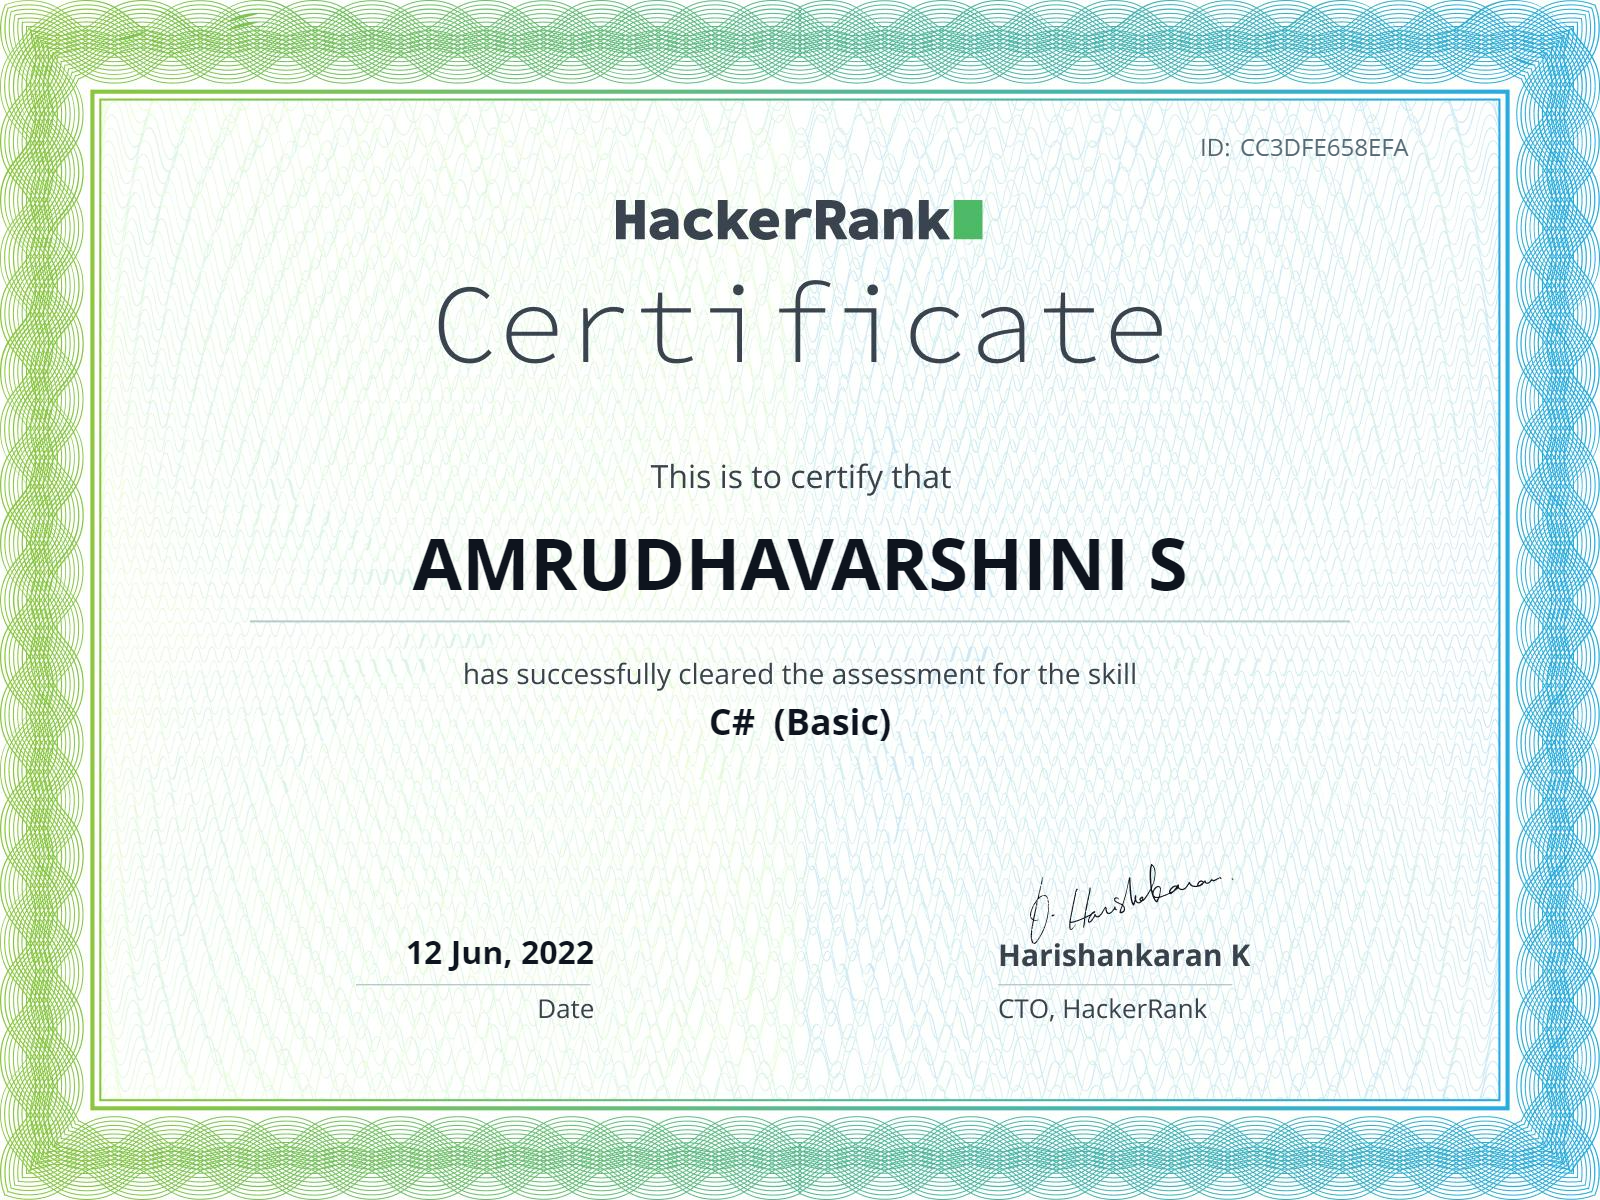 ID: CC3DFE658EFA
HackerRank
Certificate
This is to certify that
AMRUDHAVARSHINI S
has successfully cleared the assessment for the skill
C# (Basic)
12 Jun, 2022
Date
Harishankaran K
CTO, HackerRank